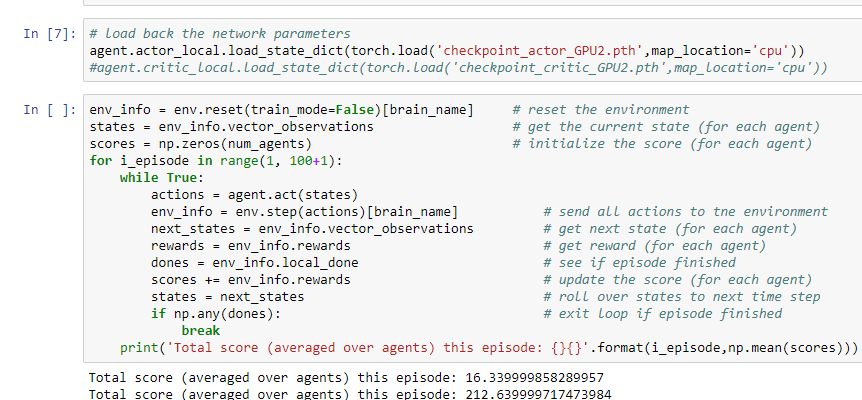 In [7]: # load back the network parameters
agent.actor_local.load_state_dict(torch.load('checkpoint_actor_GPU2.pth',map_location='cpu'))
#agent.critic_local.load_state_dict(torch.load('checkpoint_critic_GPU2.pth',map_location='cpu'))
In [ ]: env_info = env.reset(train_mode=False)[brain_name]     # reset the environment
states = env_info.vector_observations                  # get the current state (for each agent)
scores = np.zeros(num_agents)                          # initialize the score (for each agent)
for i_episode in range(1, 100+1):
    while True:
        actions = agent.act(states)
        env_info = env.step(actions)[brain_name]           # send all actions to tne environment
        next_states = env_info.vector_observations         # get next state (for each agent)
        rewards = env_info.rewards                         # get reward (for each agent)
        dones = env_info.local_done                        # see if episode finished
        scores += env_info.rewards                         # update the score (for each agent)
        states = next_states                               # roll over states to next time step
        if np.any(dones):                                  # exit loop if episode finished
            break
    print('Total score (averaged over agents) this episode: {}{}'.format(i_episode,np.mean(scores)))
Total score (averaged over agents) this episode: 16.339999858289957
Total score (averaged over agents) this episode: 212.639999717473984